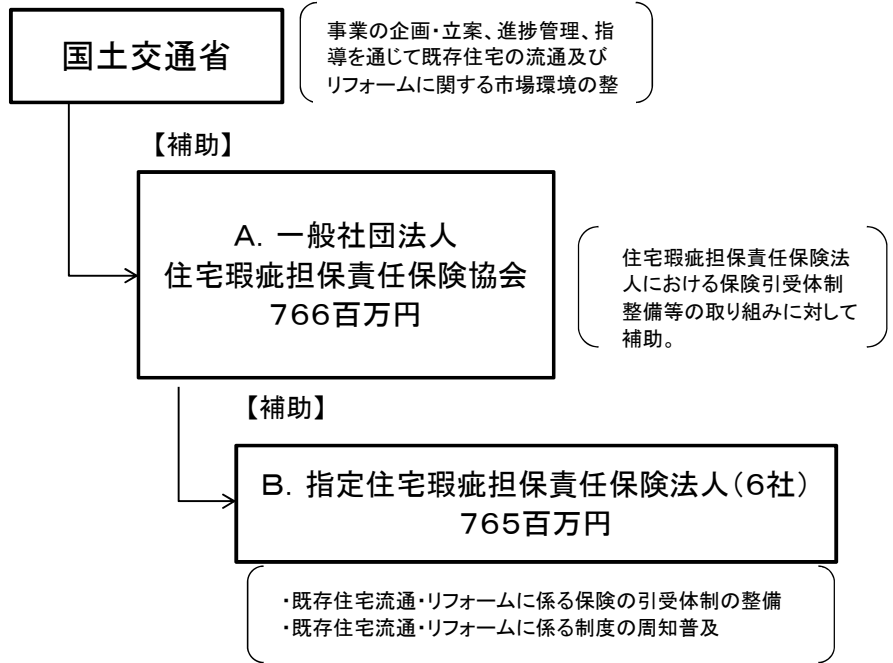 国土交通省
事業の企画・立案、進捗管理、指
導を通じて既存住宅の流通及び
リフォームに関する市場環境の整
【補助】
A. 一般社団法人
住宅瑕疵担保責任保険協会
766百万円
住宅瑕疵担保責任保険法
人における保険引受体制
整備等の取り組みに対して
補助。
【補助】
B. 指定住宅瑕疵担保責任保険法人(6社)
765百万円
・既存住宅流通・リフォームに係る保険の引受体制の整備
・既存住宅流通・リフォームに係る制度の周知普及